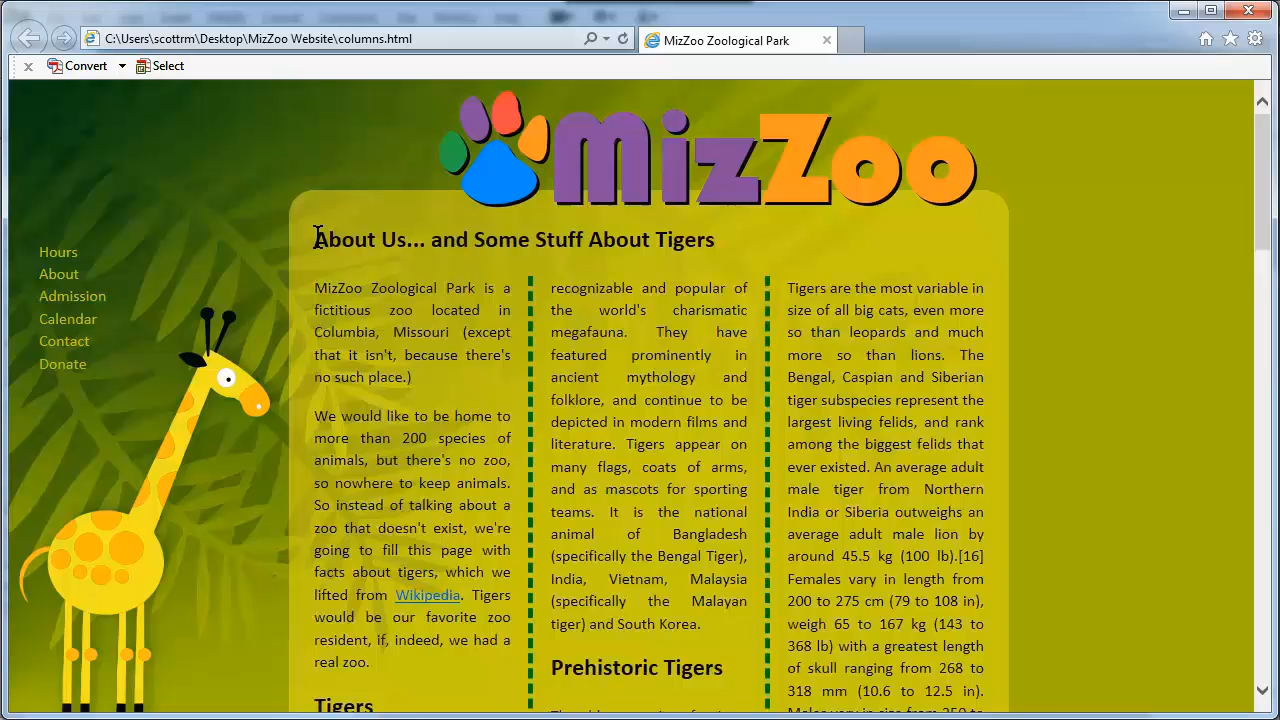 C:\Users\scottrm\Desktop\MizZoo Website\columns.html
MizZoo Zoological Park
Convert
Select
MizZoo
Hours
About
Admission
Calendar
Contact
Donate
About Us... and Some Stuff About Tigers
MizZoo Zoological Park is a
fictitious zoo located in
Columbia, Missouri (except
that it isn't, because there's
no such place.)
We would like to be home to
more than 200 species of
animals, but there's no zoo,
so nowhere to keep animals.
So instead of talking about a
zoo that doesn't exist, we're
going to fill this page with
facts about tigers, which we
lifted from Wikipedia. Tigers
would be our favorite zoo
resident, if, indeed, we had a
real zoo.
Tigers
recognizable and popular of
the world's charismatic
megafauna. They have
featured prominently in
ancient mythology and
folklore, and continue to be
depicted in modern films and
literature. Tigers appear on
many flags, coats of arms,
and as mascots for sporting
teams. It is the national
animal of Bangladesh
(specifically the Bengal Tiger),
India, Vietnam, Malaysia
(specifically the Malayan
tiger) and South Korea.
Prehistoric Tigers
Tigers are the most variable in
size of all big cats, even more
so than leopards and much
more so than lions. The
Bengal, Caspian and Siberian
tiger subspecies represent the
largest living felids, and rank
among the biggest felids that
ever existed. An average adult
male tiger from Northern
India or Siberia outweighs an
average adult male lion by
around 45.5 kg (100 lb).[16]
Females vary in length from
200 to 275 cm (79 to 108 in),
weigh 65 to 167 kg (143 to
368 lb) with a greatest length
of skull ranging from 268 to
318 mm (10.6 to 12.5 in).